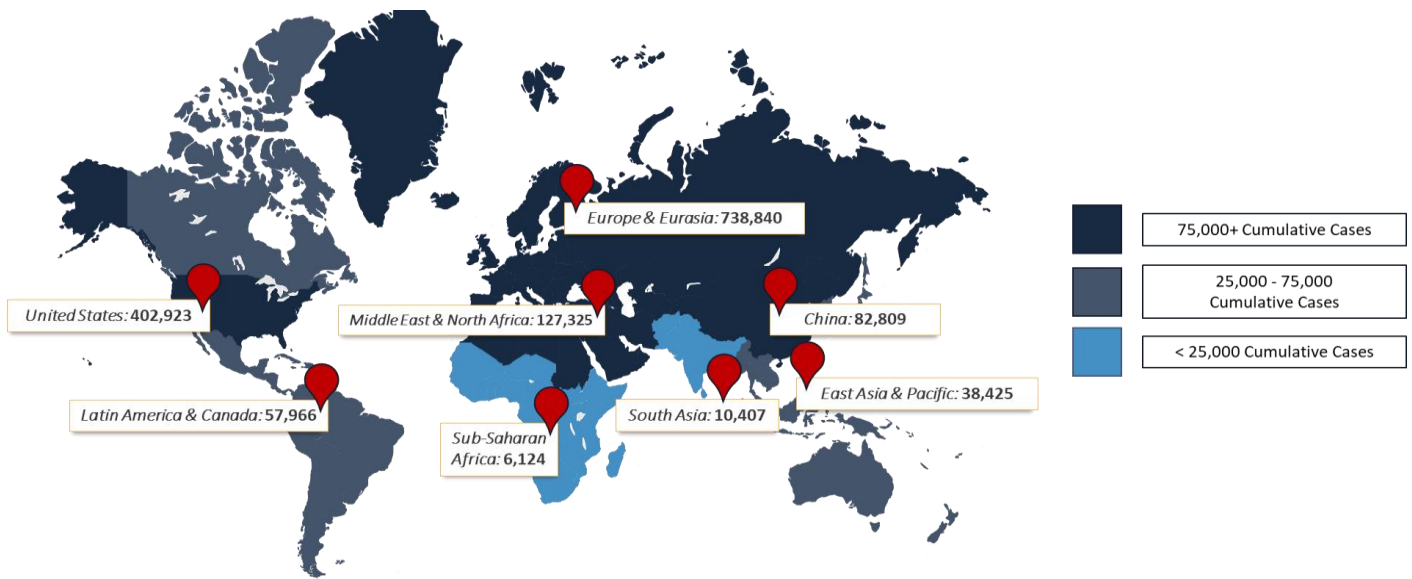 Europe & Eurasia: 738,840
United States: 402,923
Middle East & North Africa: 127,325
China: 82,809
Latin America & Canada: 57,966
Sub-Saharan
Africa: 6,124
South Asia: 10,407
East Asia & Pacific: 38,425
75,000+ Cumulative Cases
25,000 - 75,000
Cumulative Cases
< 25,000 Cumulative Cases